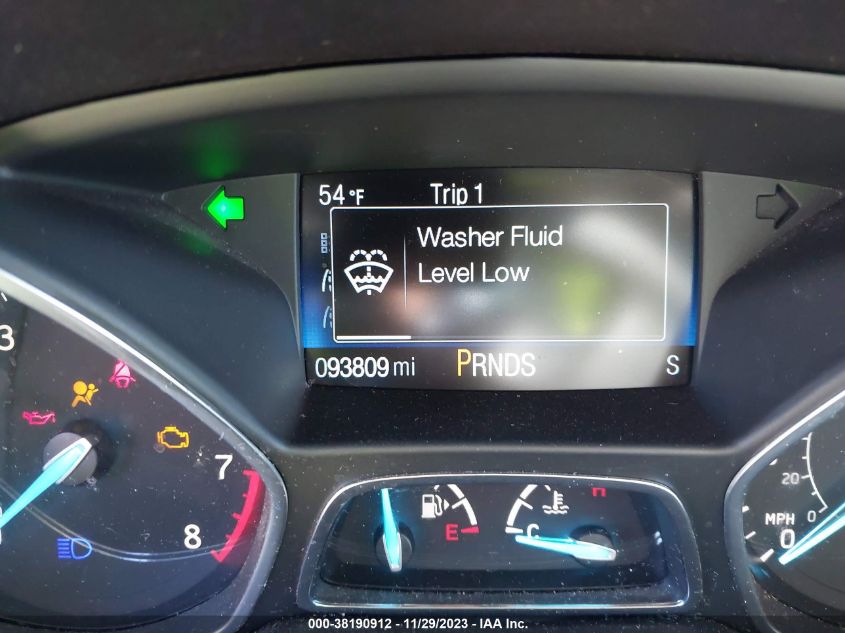 54 °F Trip 1
Washer Fluid
Level Low
093809 mi PRNDS S
3
7
8
E
C H
20
0
MPH
0
000-38190912 - 11/29/2023 - IAA Inc.